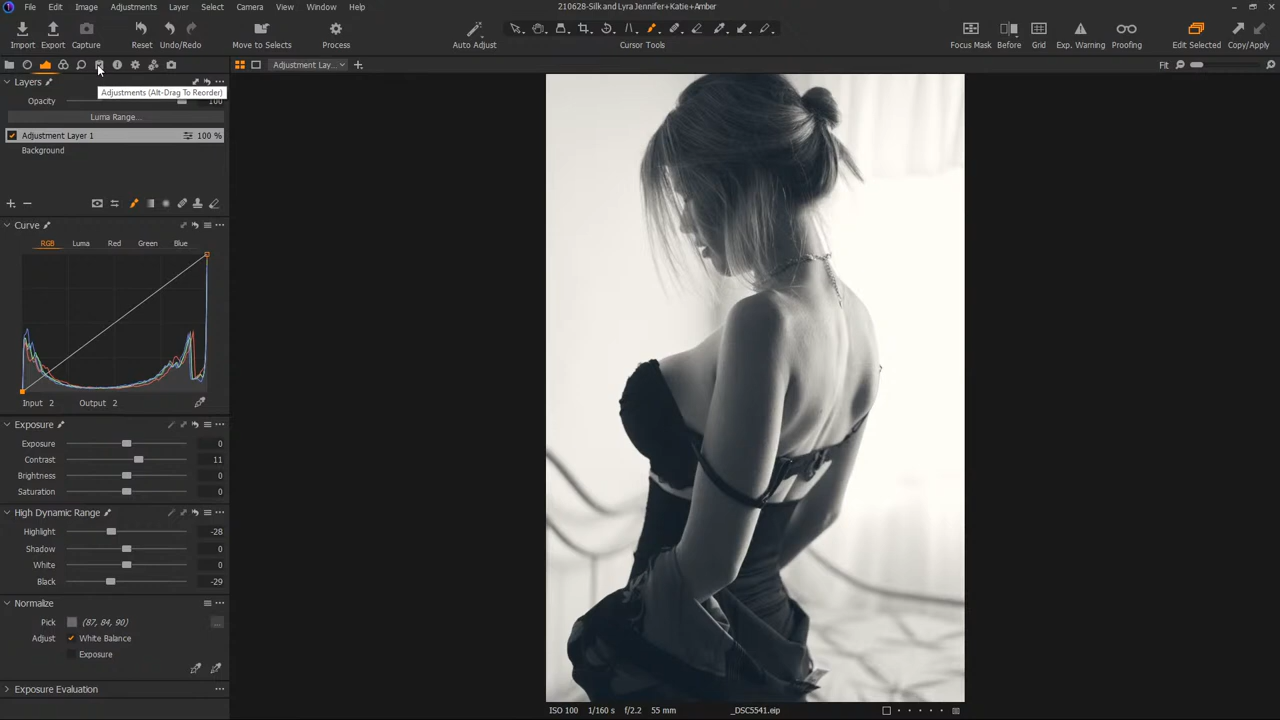 File Edit Image Adjustments Layer Select Camera View Window Help
210628-Silk and Lyra Jennifer+Katie+Amber
Import Export Capture Reset Undo/Redo Move to Selects Process Auto Adjust Cursor Tools Focus Mask Before Grid Exp. Warning Proofing Edit Selected Copy/Apply
Adjustment Lay... Fit
Layers
Adjustments (Alt-Drag To Reorder)
Opacity 100
Luma Range...
Adjustment Layer 1 100 %
Background
Curve
RGB Luma Red Green Blue
Input 2 Output 2
Exposure
Exposure 0
Contrast 11
Brightness 0
Saturation 0
High Dynamic Range
Highlight -28
Shadow 0
White 0
Black -29
Normalize
Pick (87, 84, 90) ...
Adjust White Balance
Exposure
Exposure Evaluation
ISO 100 1/160 s f/2.2 55 mm _DSC5541.eip